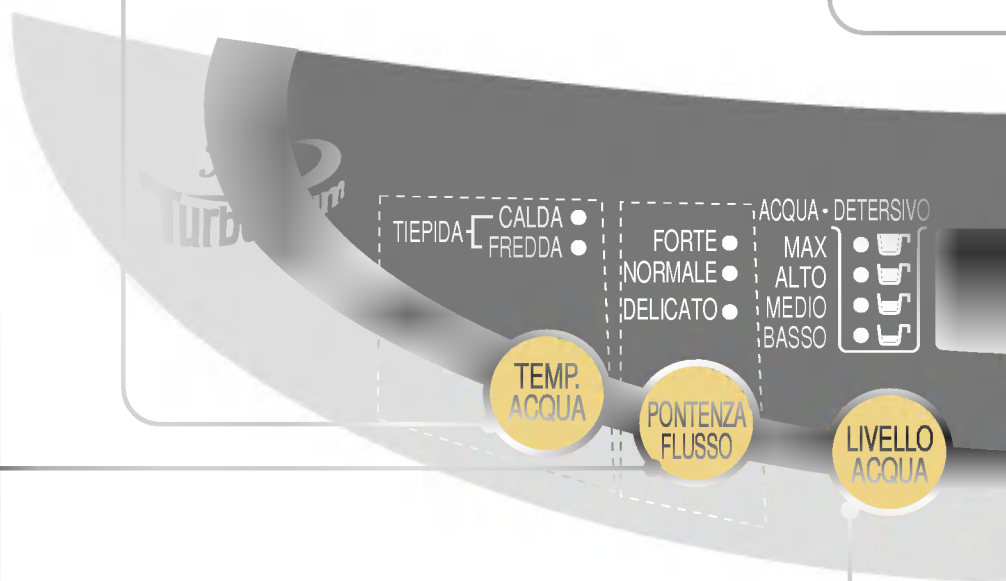 TIEPIDA
CALDA
FREDDA
FORTE
NORMALE
DELICATO
ACQUA • DETERSIVO
MAX
ALTO
MEDIO
BASSO
TEMP.
ACQUA
PONTENZA
FLUSSO
LIVELLO
ACQUA